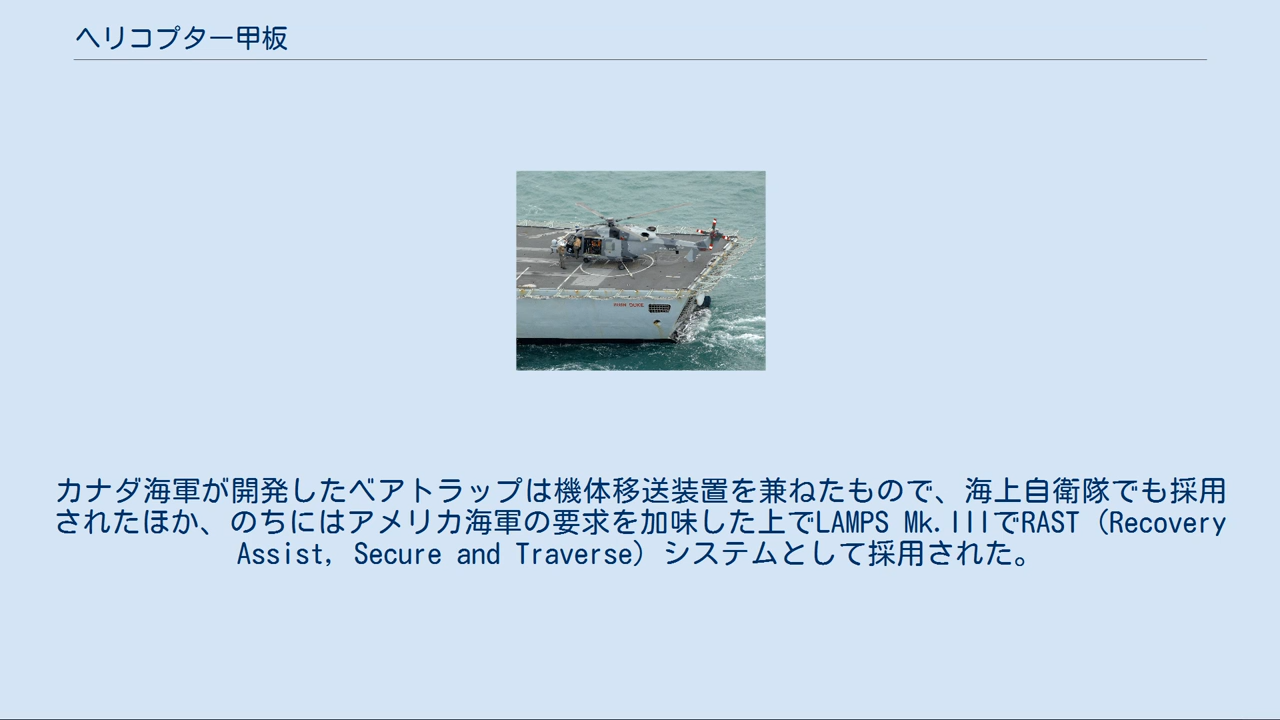 ヘリコプター甲板
IRON DUKE
カナダ海軍が開発したベアトラップは機体移送装置を兼ねたもので、海上自衛隊でも採用
されたほか、のちにはアメリカ海軍の要求を加味した上でLAMPS Mk.IIIでRAST（Recovery
Assist, Secure and Traverse）システムとして採用された。